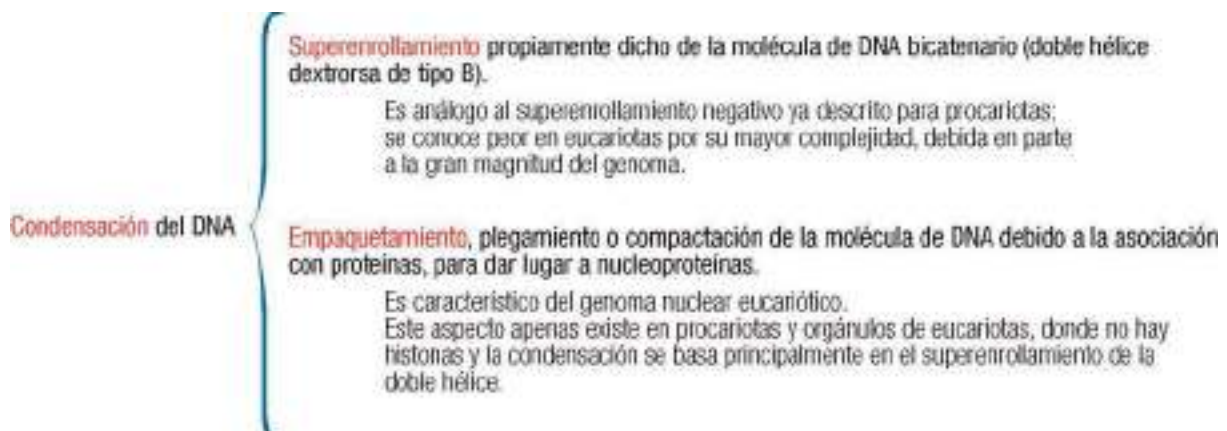 Superenrollamiento propiamente dicho de la molécula de DNA bicatenario (doble hélice
dextrorsa de tipo B).
Es análogo al superenrollamiento negativo ya descrito para procariotas;
se conoce peor en eucariotas por su mayor complejidad, debida en parte
a la gran magnitud del genoma.
Condensación del DNA
Empaquetamiento, plegamiento o compactación de la molécula de DNA debido a la asociación
con proteínas, para dar lugar a nucleoproteínas.
Es característico del genoma nuclear eucariótico.
Este aspecto apenas existe en procariotas y orgánulos de eucariotas, donde no hay
histonas y la condensación se basa principalmente en el superenrollamiento de la
doble hélice.